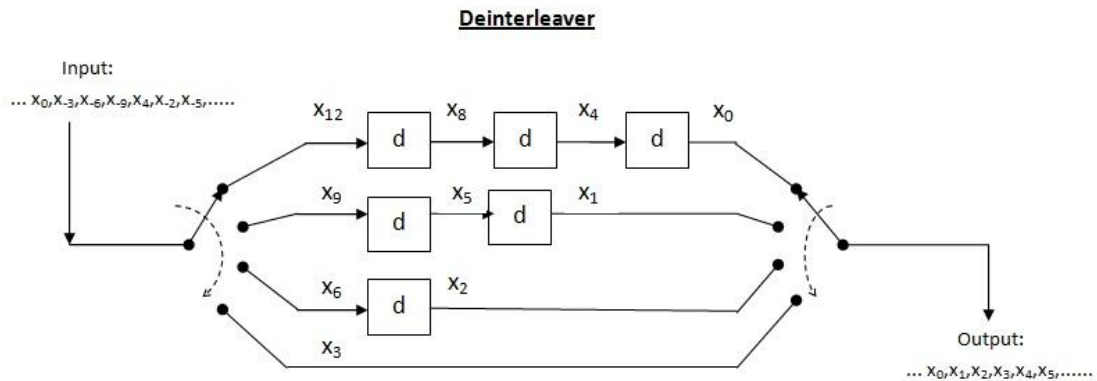 Deinterleaver
Input:
... x₀,x₋₃,x₋₆,x₋₉,x₄,x₋₂,x₋₅,.....
x₁₂ d x₈ d x₄ d x₀
x₉ d x₅ d x₁
x₆ d x₂
x₃
Output:
... x₀,x₁,x₂,x₃,x₄,x₅,......